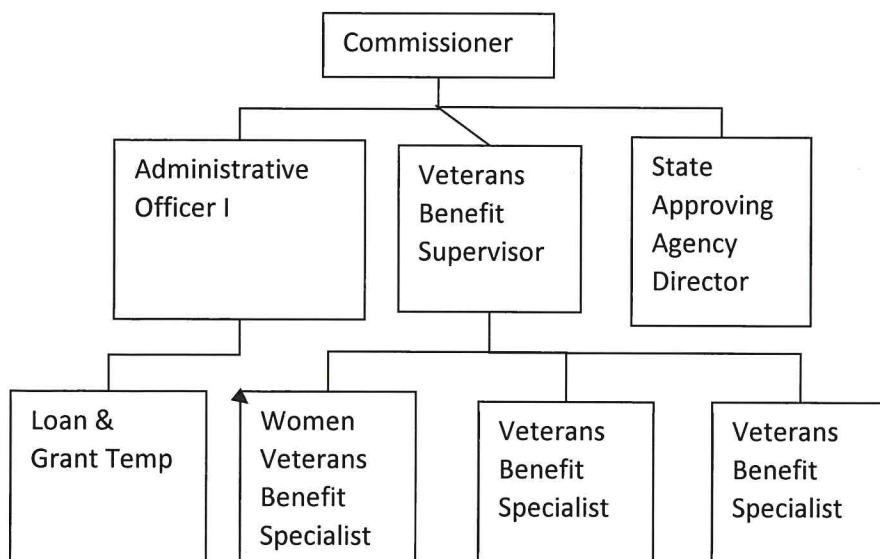 Commissioner
Administrative
Officer I
Veterans
Benefit
Supervisor
State
Approving
Agency
Director
Loan &
Grant Temp
Women
Veterans
Benefit
Specialist
Veterans
Benefit
Specialist
Veterans
Benefit
Specialist